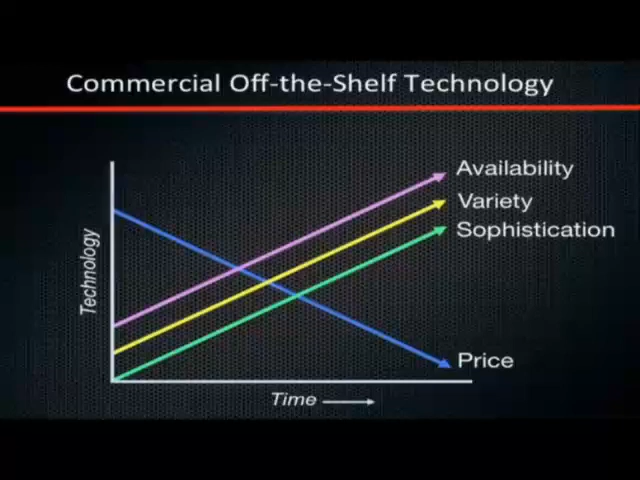 Commercial Off-the-Shelf Technology
Availability
Variety
Sophistication
Technology
Price
Time